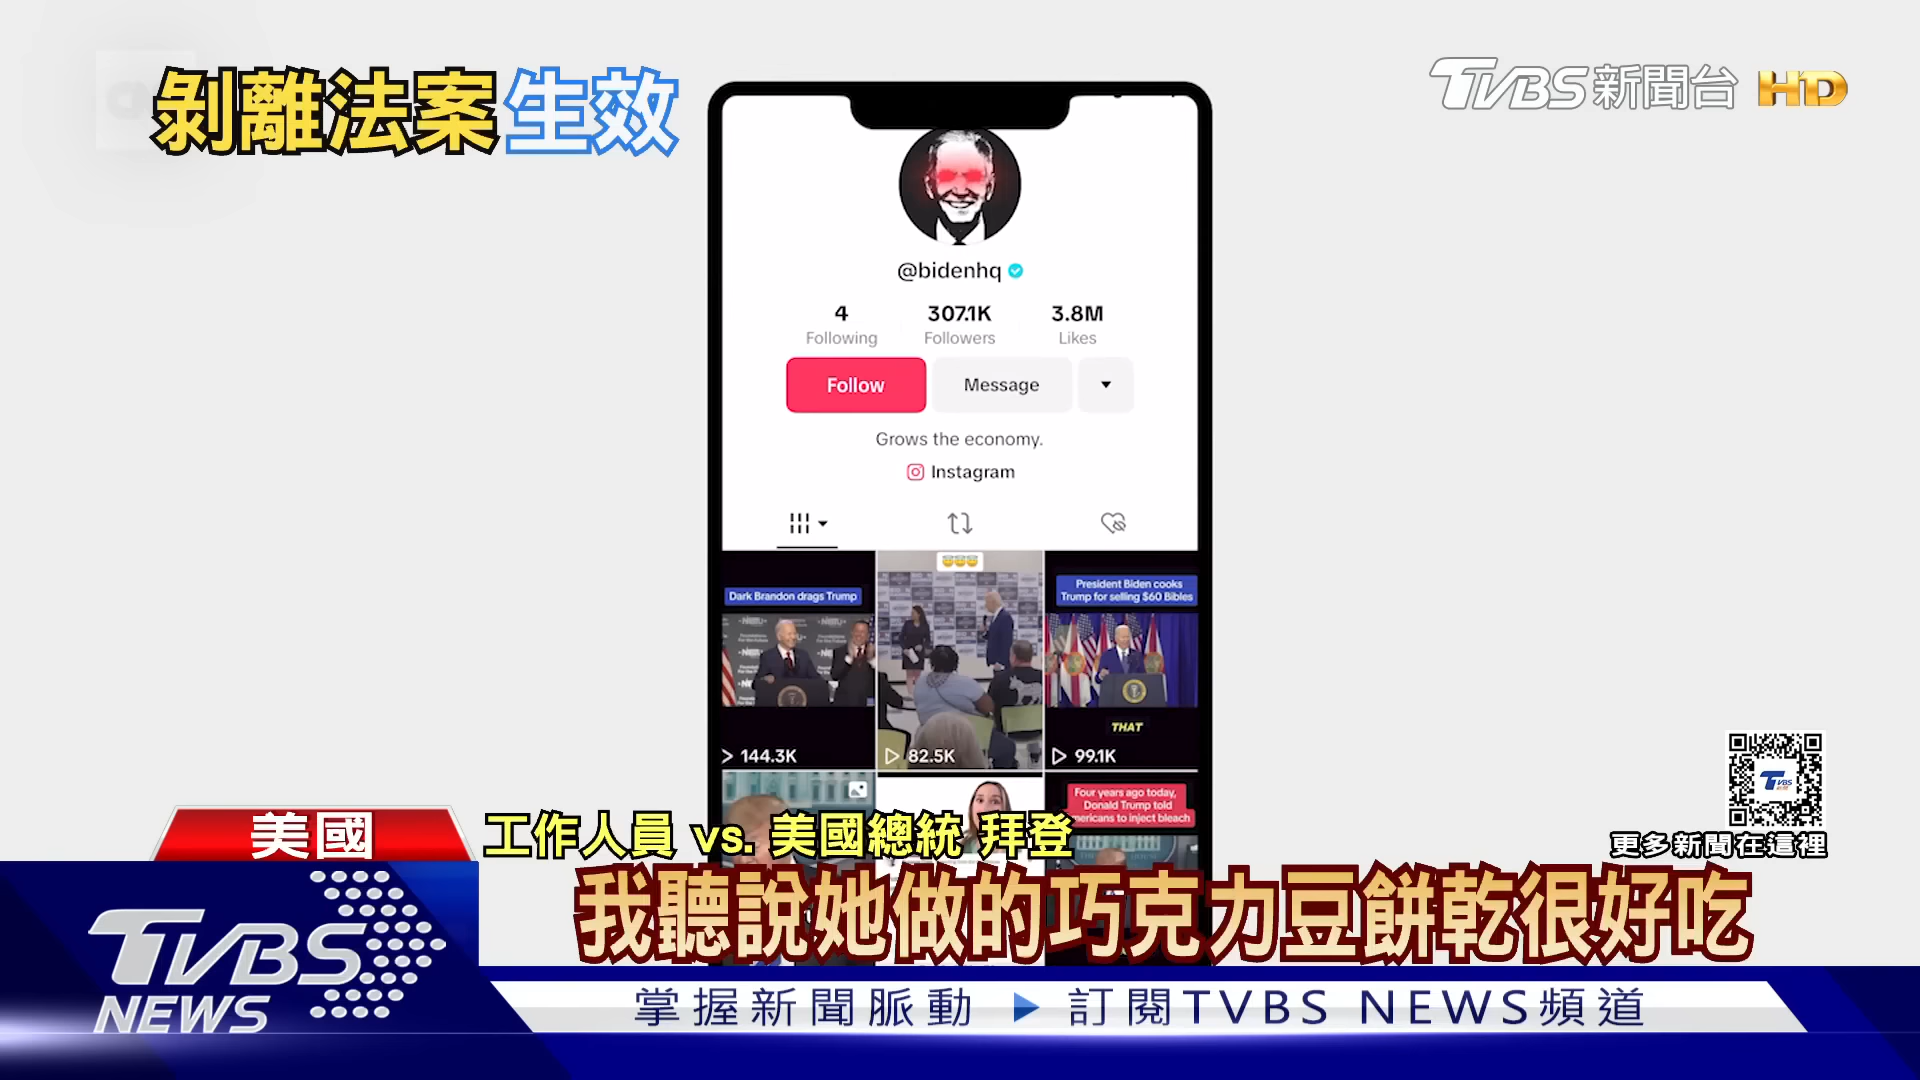 剝離法案生效
TVBS新聞台 HD
@bidenhq
4 307.1K 3.8M
Following Followers Likes
Follow Message
Grows the economy.
Instagram
Dark Brandon drags Trump
President Biden cooks
Trump for selling $60 Bibles
THAT
144.3K 82.5K 99.1K
Four years ago today,
Donald Trump told
mericans to inject bleach
TVBS
更多新聞在這裡
美國
工作人員 vs. 美國總統 拜登
我聽說她做的巧克力豆餅乾很好吃
TVBS
NEWS
掌握新聞脈動 ▶ 訂閱TVBS NEWS頻道